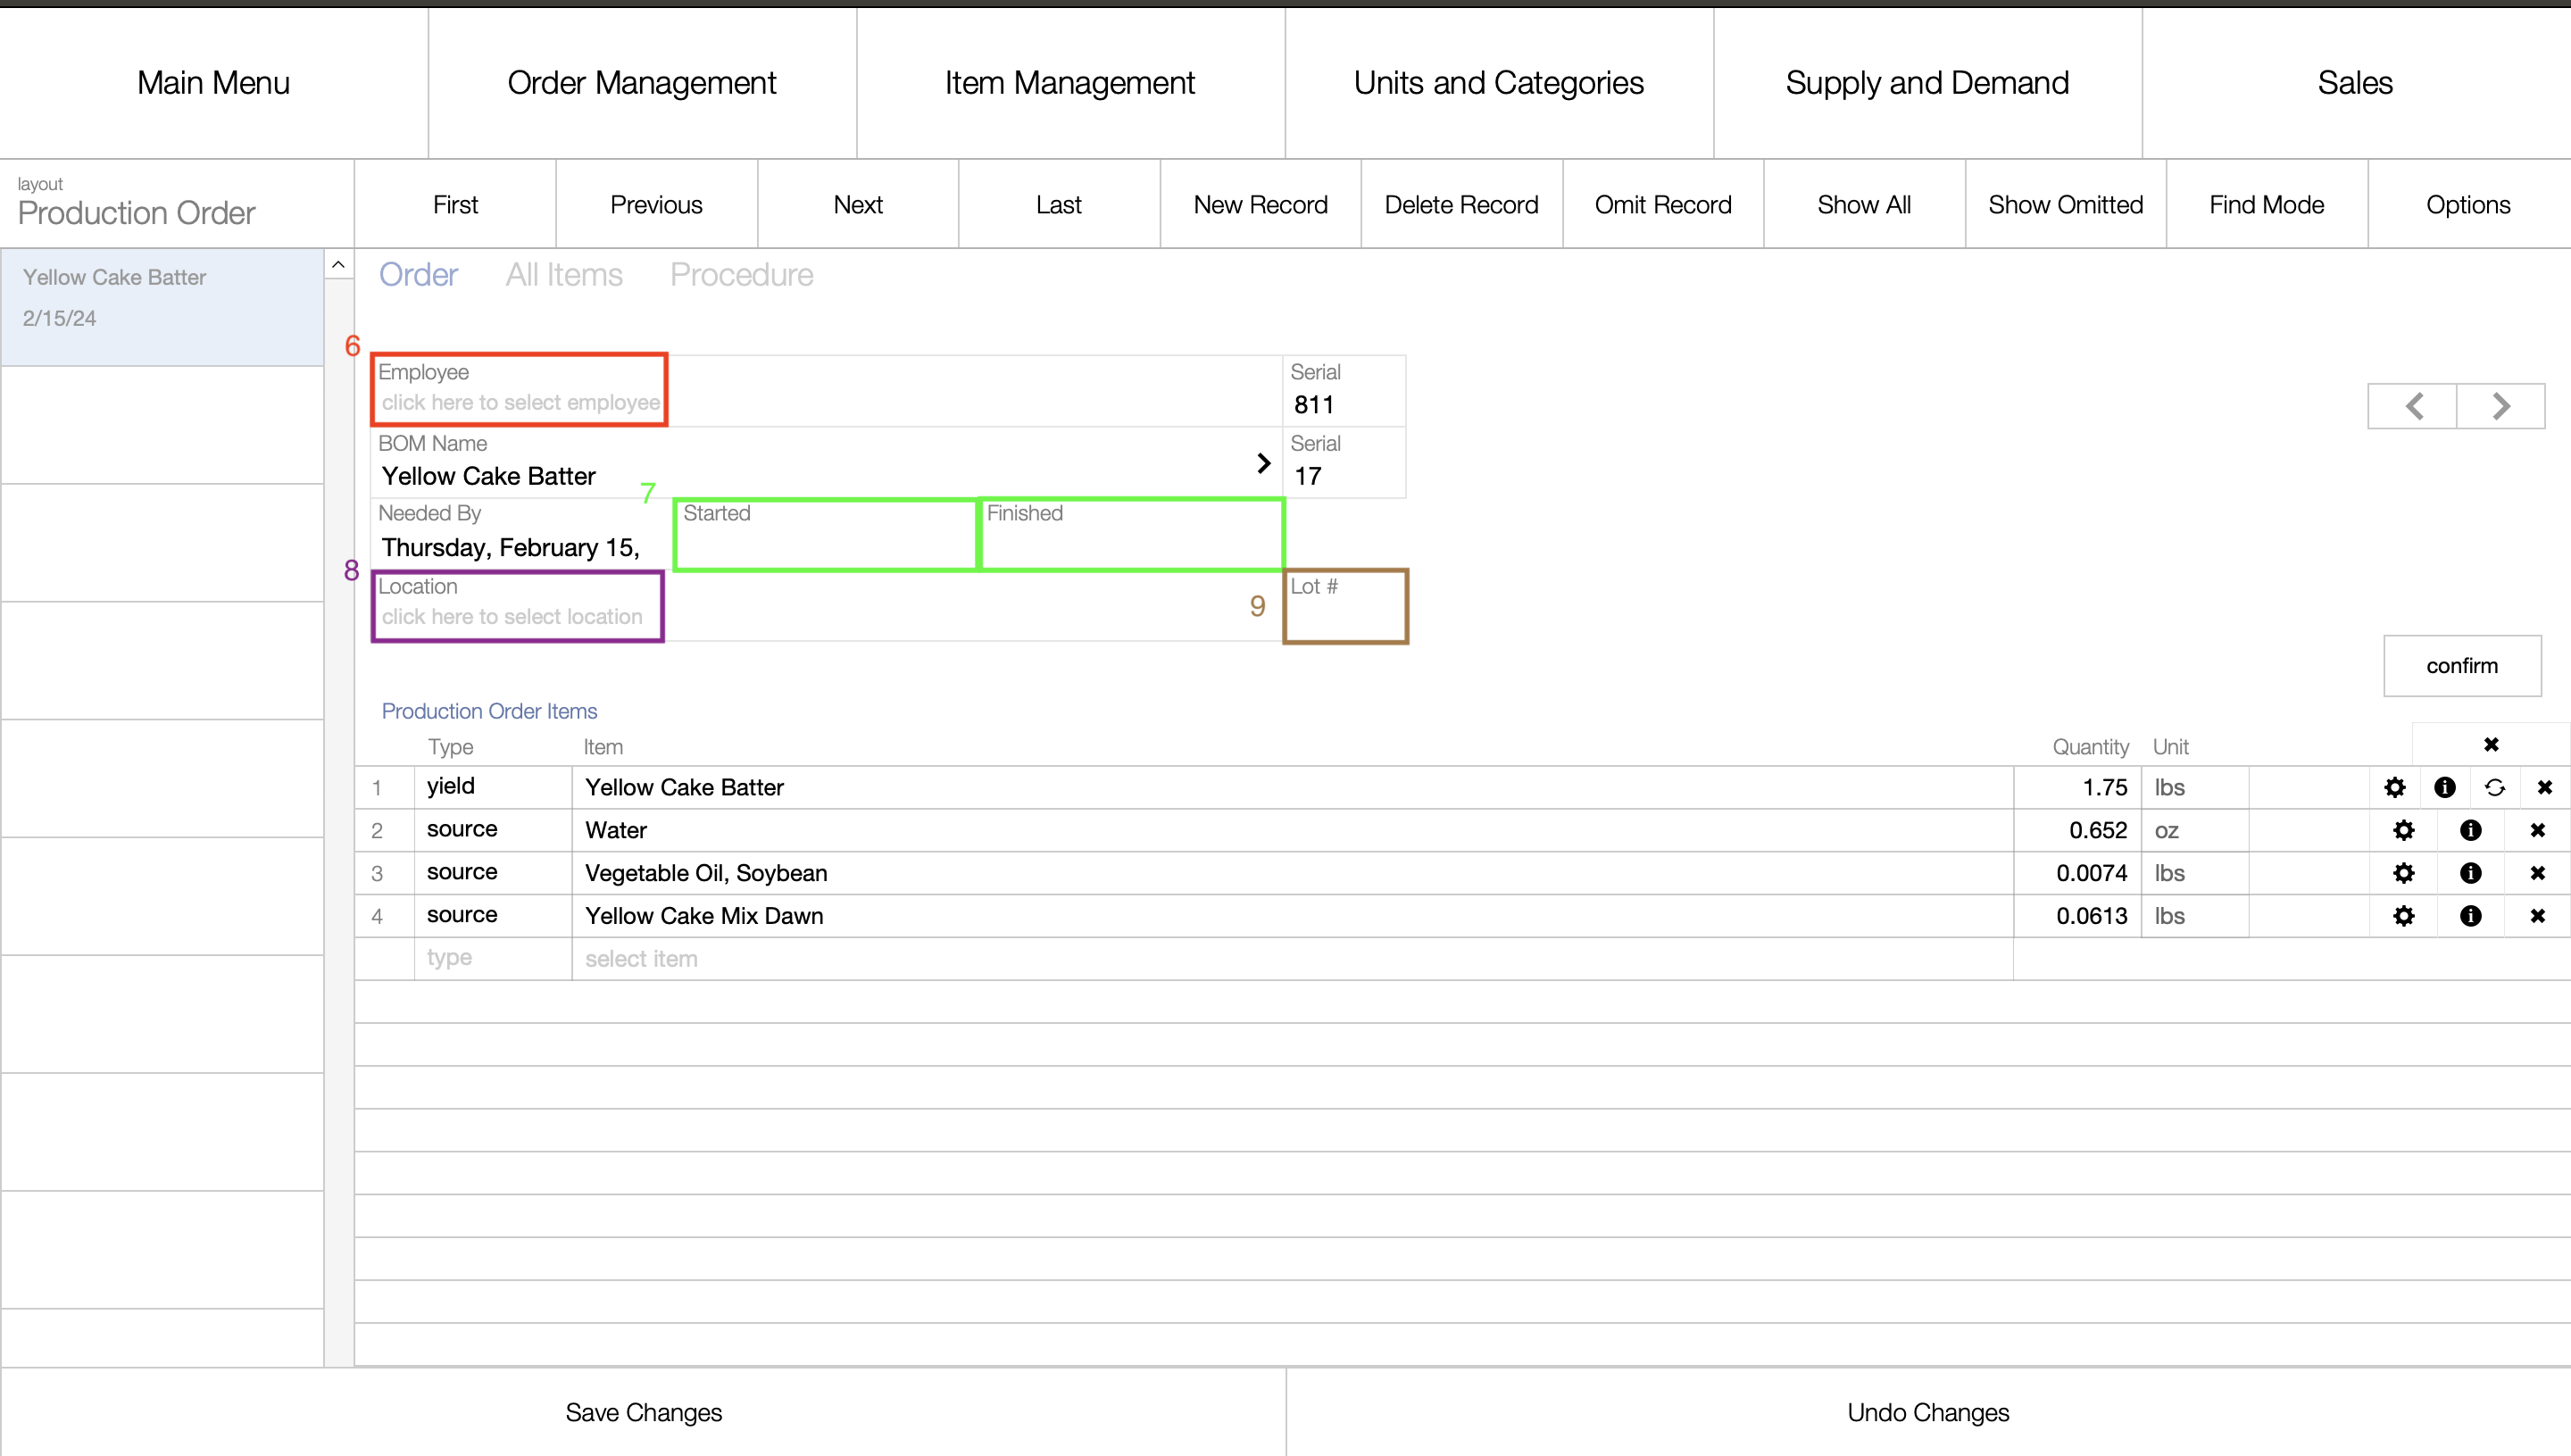 Main Menu
Order Management
Item Management
Units and Categories
Supply and Demand
Sales
layout
Production Order
First
Previous
Next
Last
New Record
Delete Record
Omit Record
Show All
Show Omitted
Find Mode
Options
Yellow Cake Batter
2/15/24
Order
All Items
Procedure
6
Employee
click here to select employee
Serial
811
BOM Name
Yellow Cake Batter
Serial
17
7
Needed By
Thursday, February 15,
Started
Finished
8
Location
click here to select location
9
Lot #
confirm
Production Order Items
Type Item Quantity Unit
1 yield Yellow Cake Batter 1.75 lbs
2 source Water 0.652 oz
3 source Vegetable Oil, Soybean 0.0074 lbs
4 source Yellow Cake Mix Dawn 0.0613 lbs
type select item
Save Changes
Undo Changes